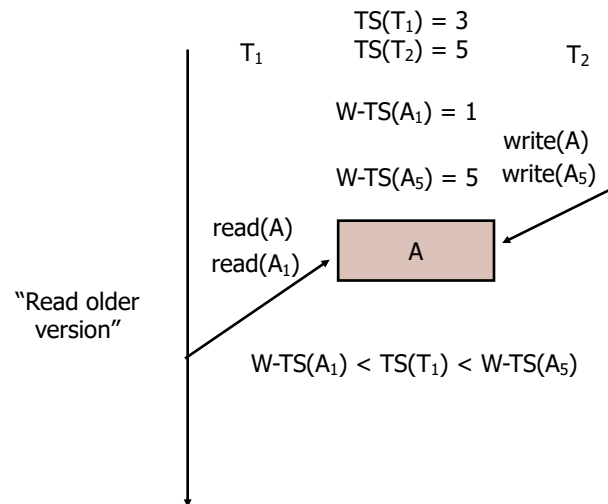 TS(T₁) = 3
TS(T₂) = 5
T₁
T₂
W-TS(A₁) = 1
write(A)
W-TS(A₅) = 5
write(A₅)
read(A)
read(A₁)
A
“Read older
version”
W-TS(A₁) < TS(T₁) < W-TS(A₅)